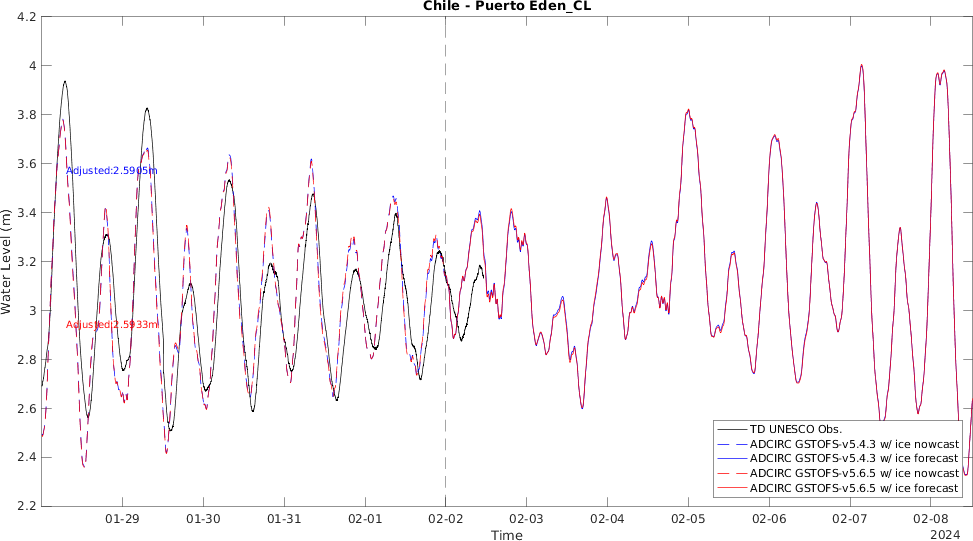 Chile - Puerto Eden_CL
4.2
4
3.8
3.6
3.4
3.2
3
2.8
2.6
2.4
2.2
Water Level (m)
Adjusted:2.5905m
Adjusted:2.5933m
TD UNESCO Obs.
ADCIRC GSTOFS-v5.4.3 w/ ice nowcast
ADCIRC GSTOFS-v5.4.3 w/ ice forecast
ADCIRC GSTOFS-v5.6.5 w/ ice nowcast
ADCIRC GSTOFS-v5.6.5 w/ ice forecast
01-29 01-30 01-31 02-01 02-02 02-03 02-04 02-05 02-06 02-07 02-08
Time 2024